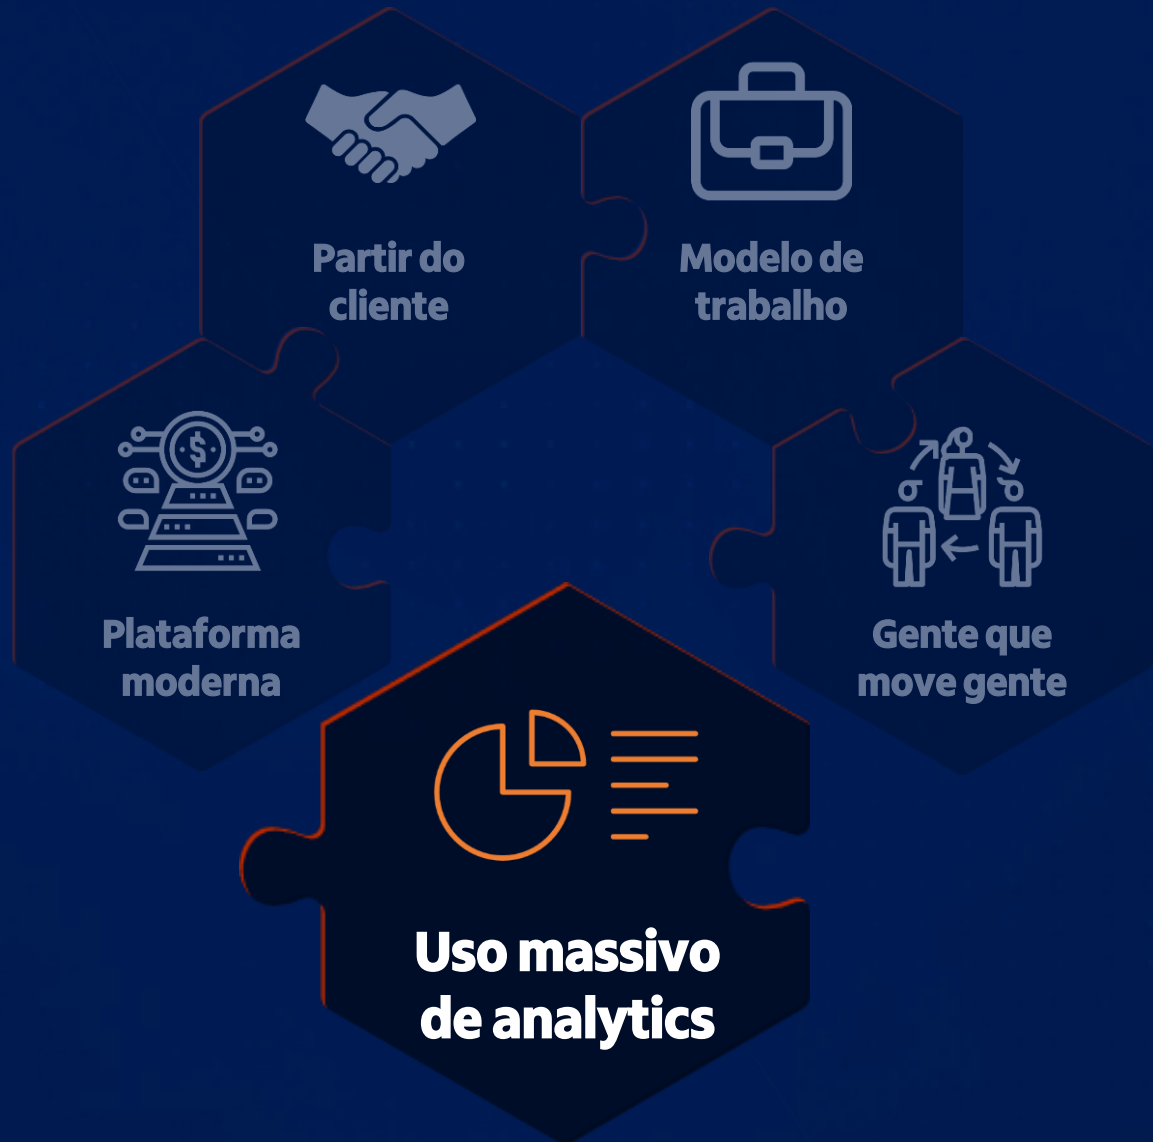 Partir do
cliente
Modelo de
trabalho
$
Plataforma
moderna
Gente que
move gente
Uso massivo
de analytics